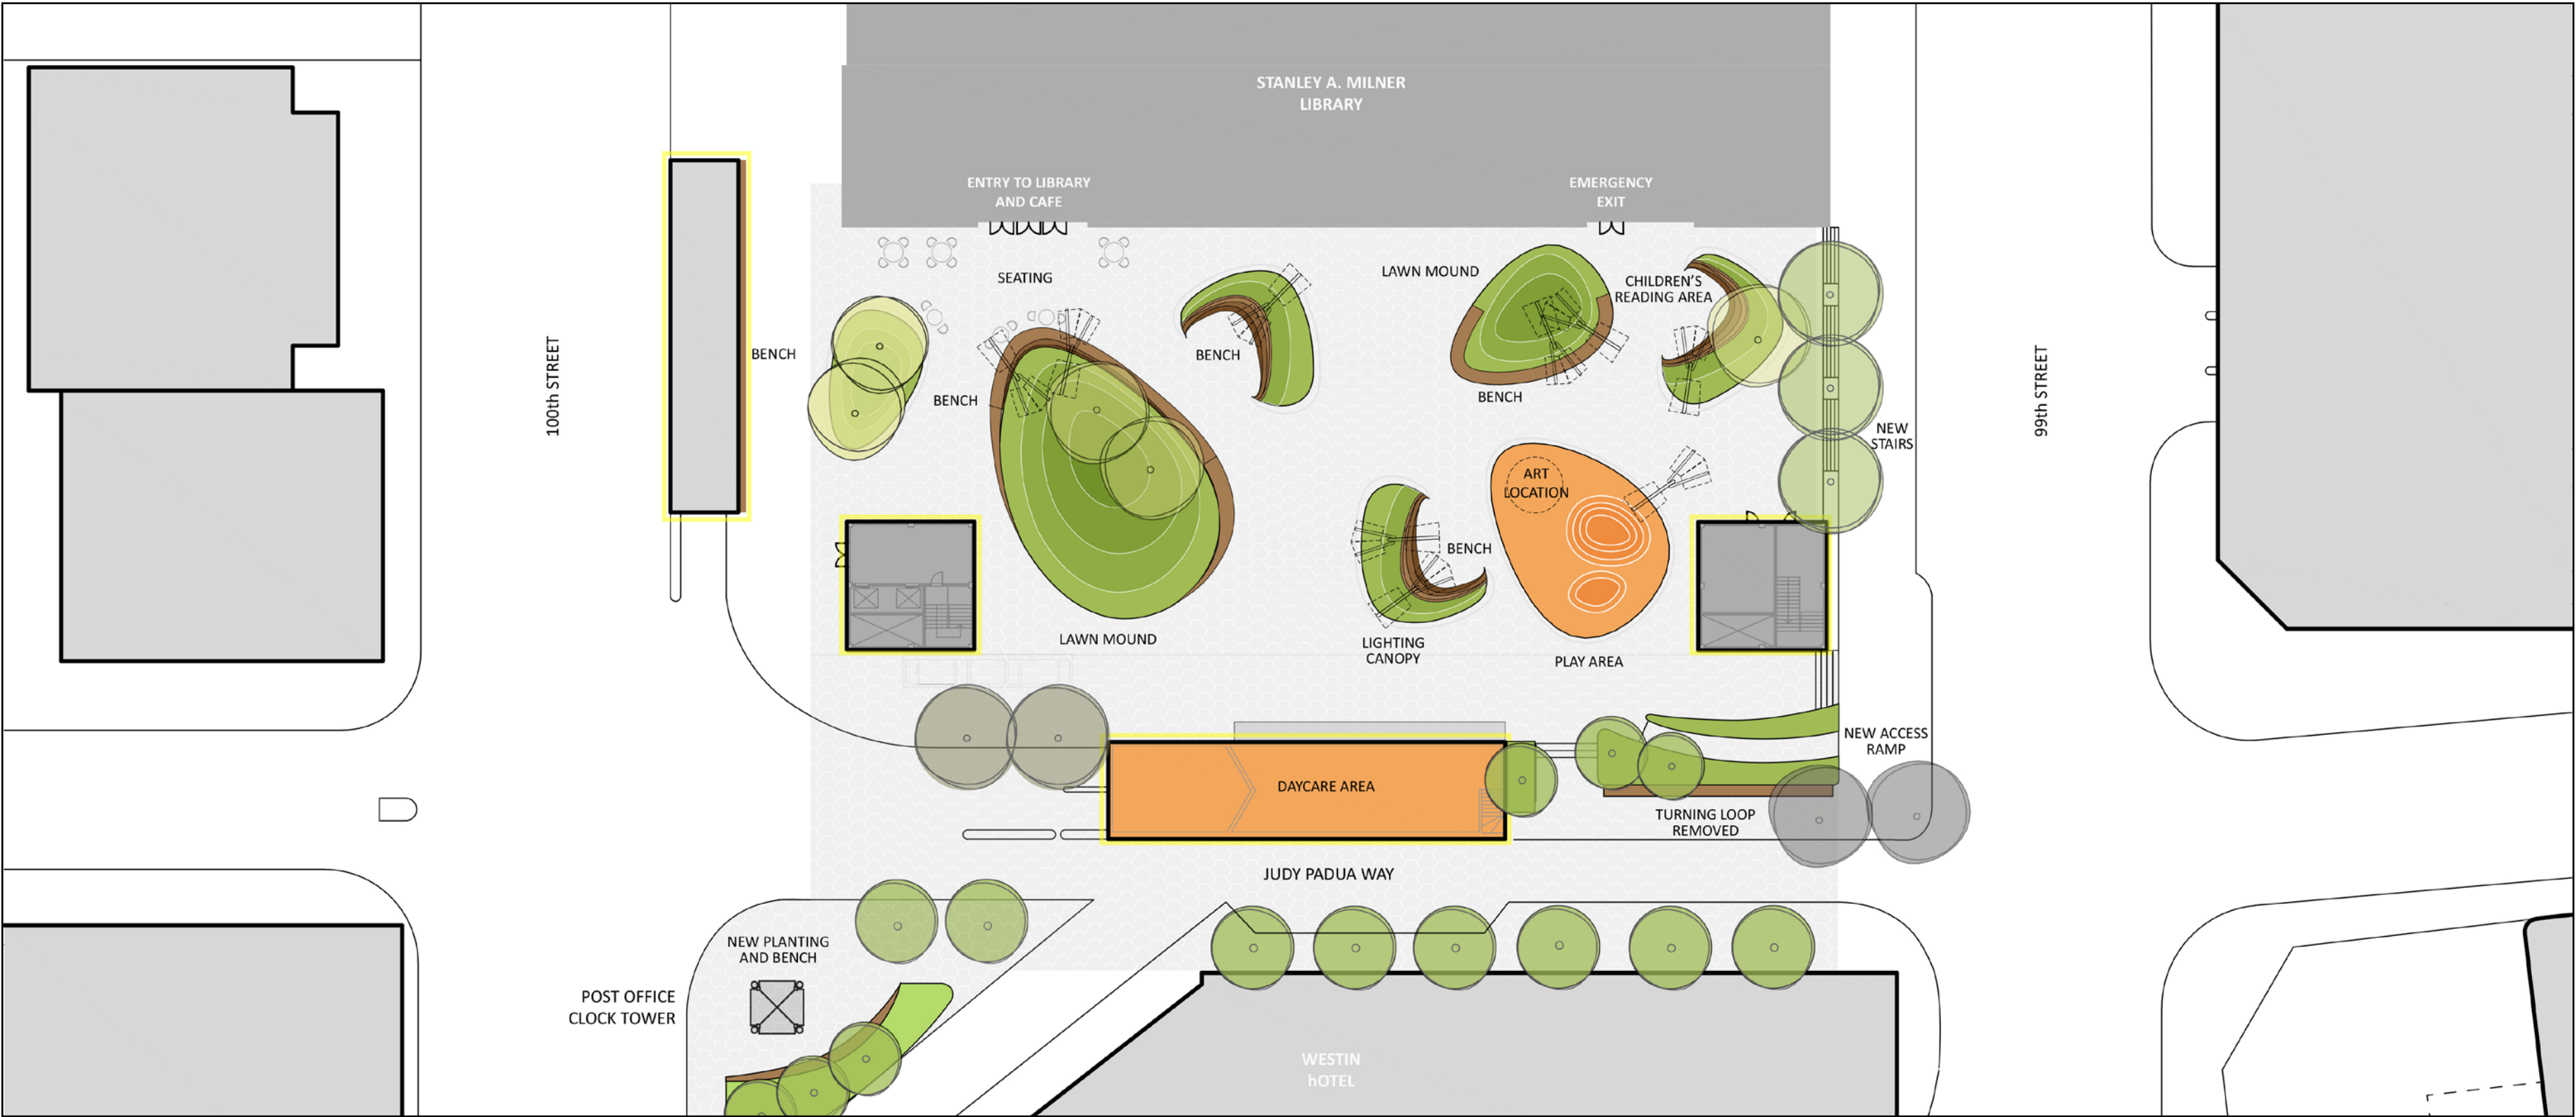 STANLEY A. MILNER
LIBRARY
ENTRY TO LIBRARY
AND CAFE
EMERGENCY
EXIT
SEATING
LAWN MOUND
CHILDREN'S
READING AREA
100th STREET
BENCH
BENCH
BENCH
BENCH
99th STREET
NEW
STAIRS
ART
LOCATION
BENCH
LAWN MOUND
LIGHTING
CANOPY
PLAY AREA
NEW ACCESS
RAMP
DAYCARE AREA
TURNING LOOP
REMOVED
JUDY PADUA WAY
NEW PLANTING
AND BENCH
POST OFFICE
CLOCK TOWER
WESTIN
hOTEL